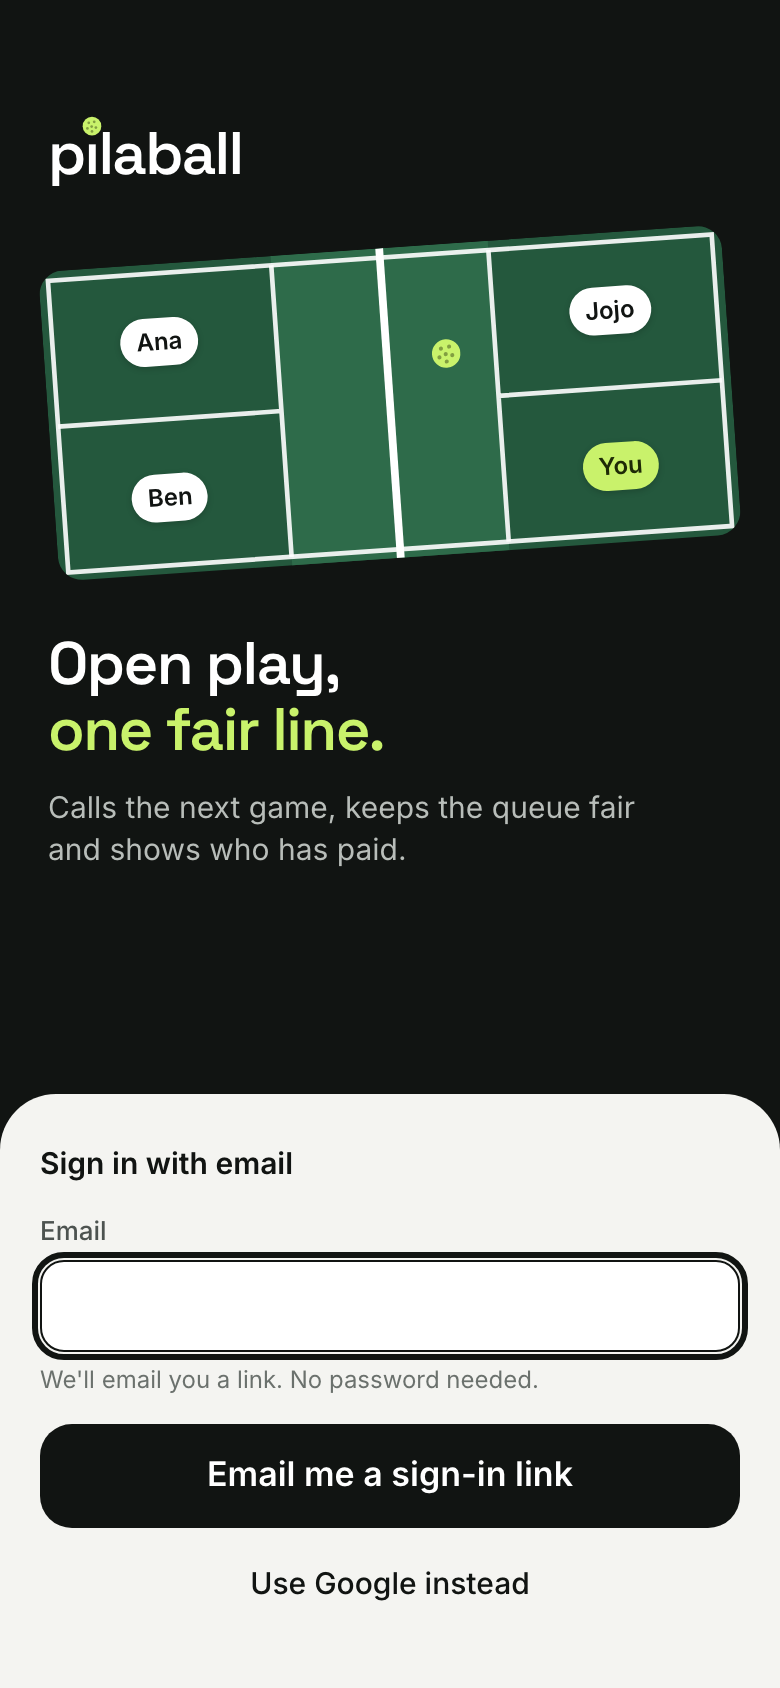 pilaball
Ana
Jojo
Ben
You
Open play,
one fair line.
Calls the next game, keeps the queue fair
and shows who has paid.
Sign in with email
Email
We'll email you a link. No password needed.
Email me a sign-in link
Use Google instead